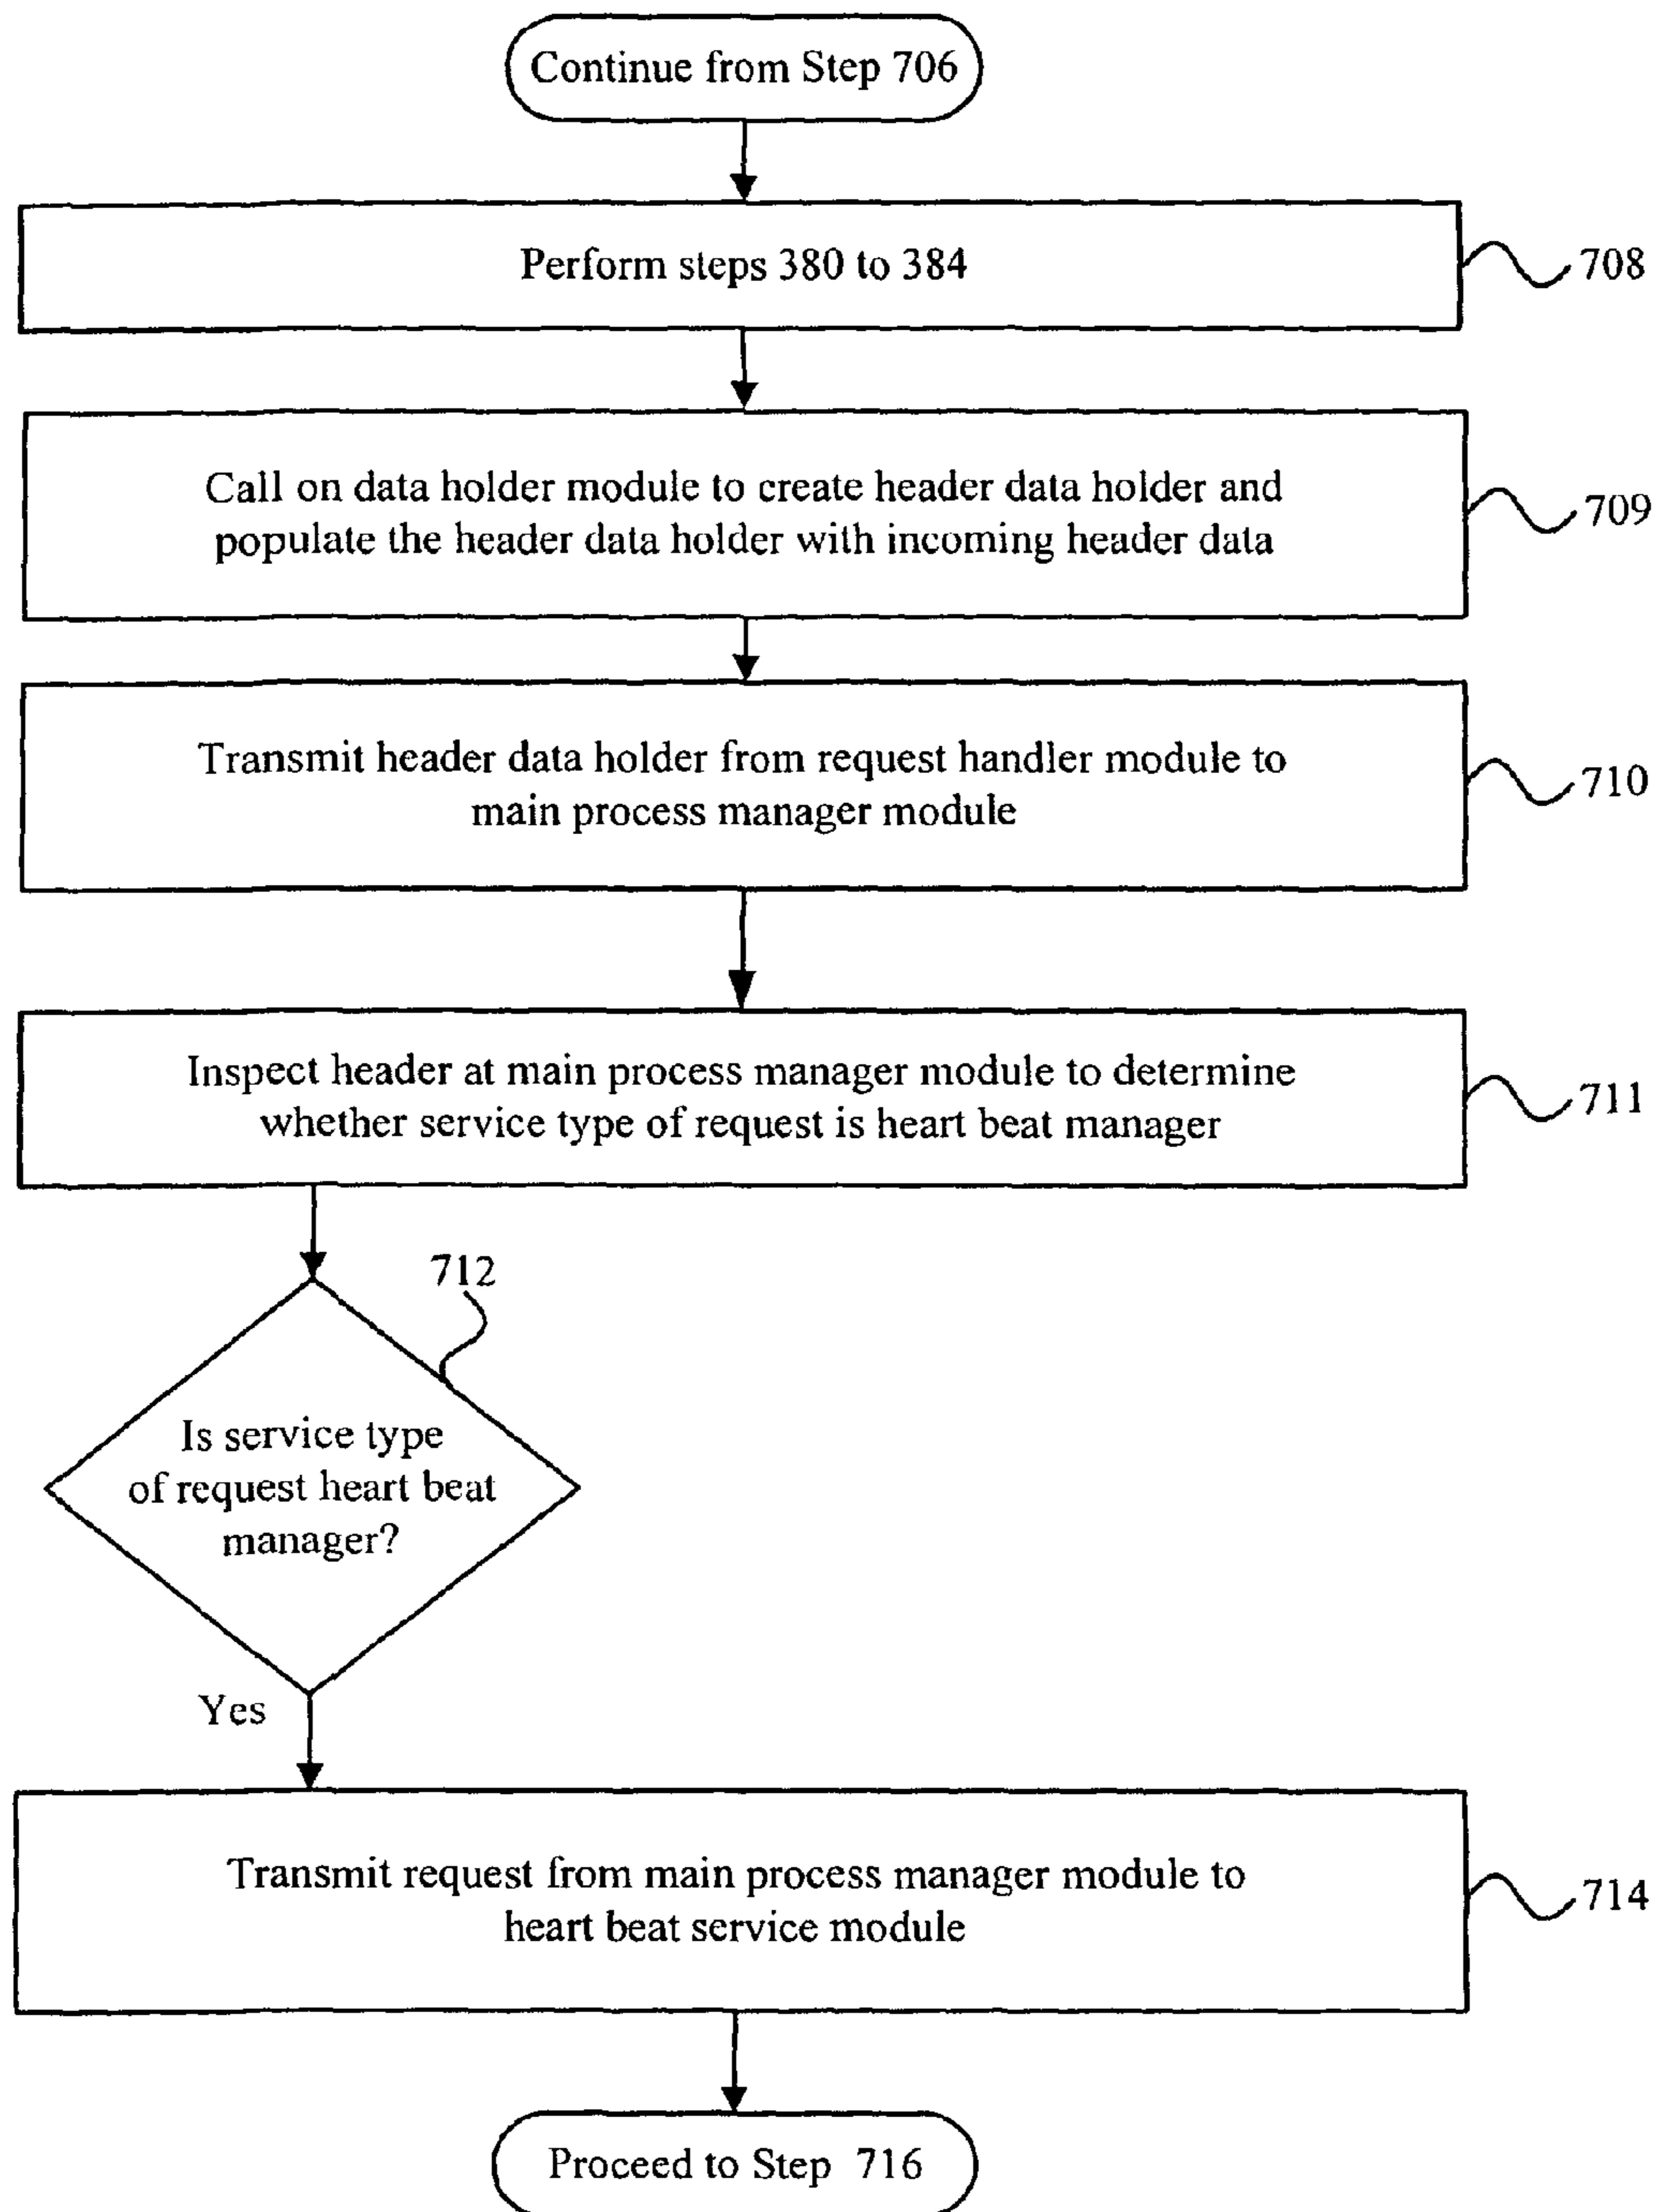 Continue from Step 706
Perform steps 380 to 384
708
Call on data holder module to create header data holder and
populate the header data holder with incoming header data
709
Transmit header data holder from request handler module to
main process manager module
710
Inspect header at main process manager module to determine
whether service type of request is heart beat manager
711
712
Is service type
of request heart beat
manager?
Yes
Transmit request from main process manager module to
heart beat service module
714
Proceed to Step 716